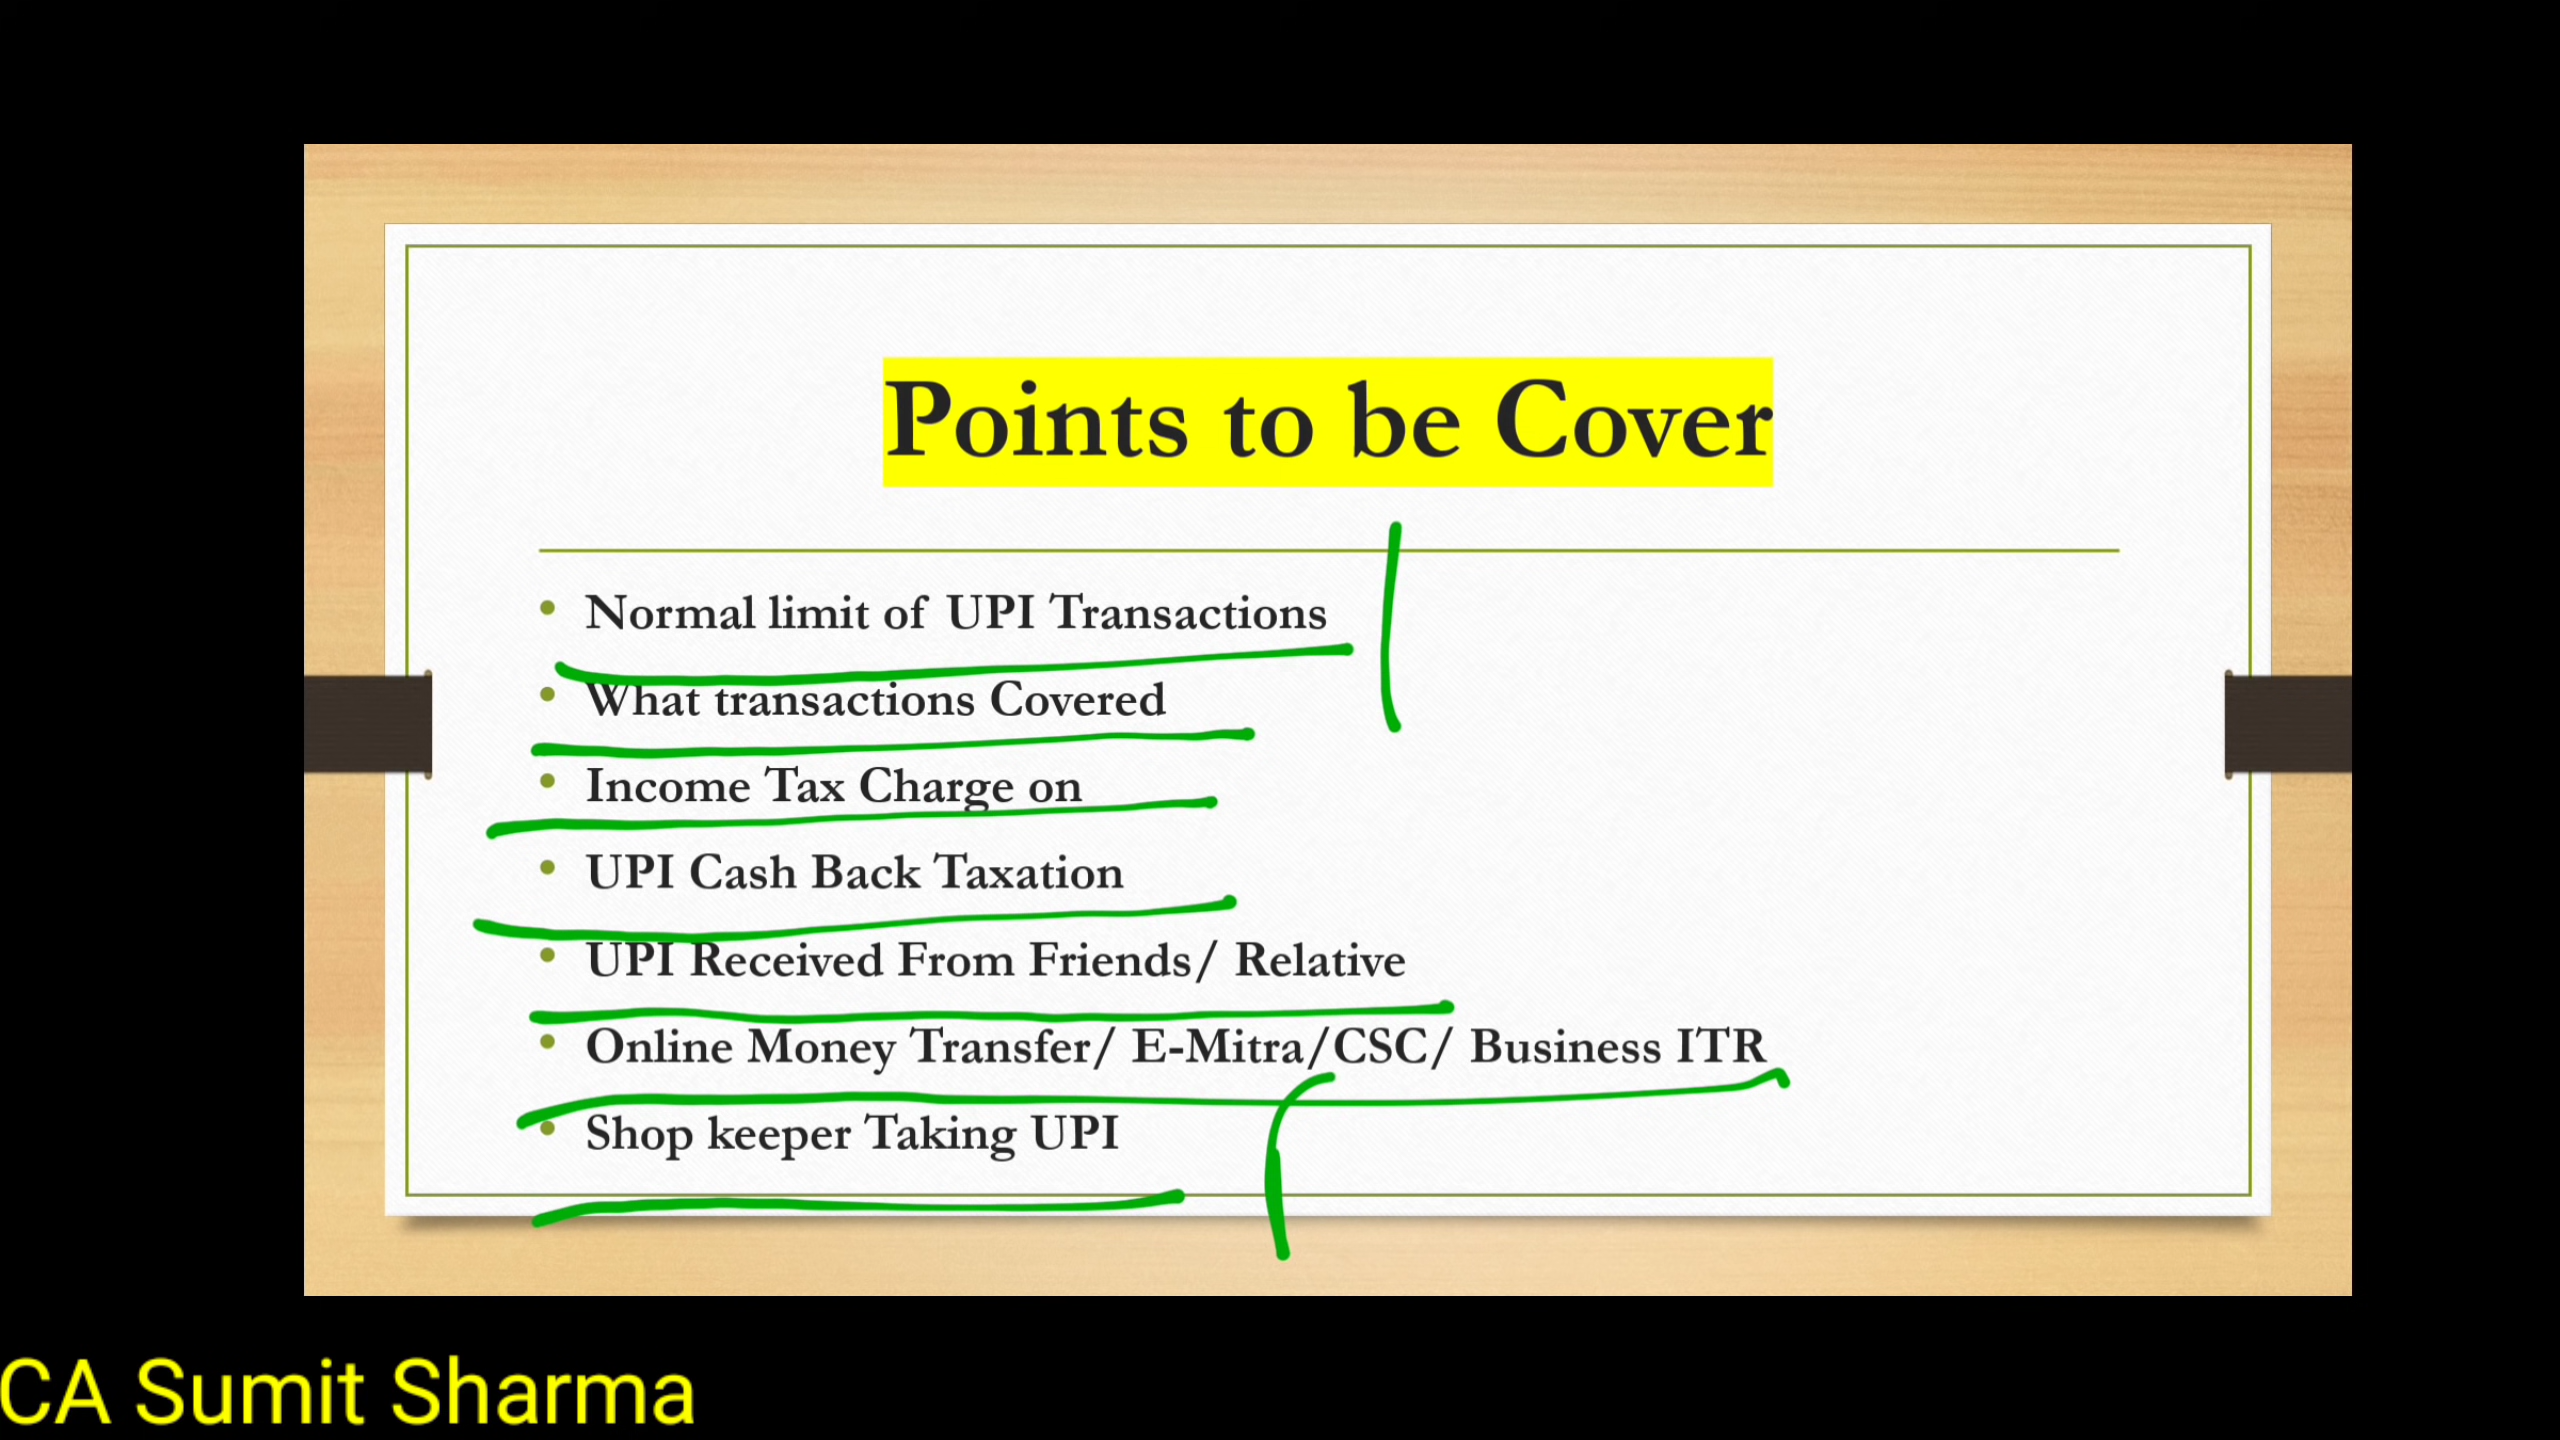 Points to be Cover
• Normal limit of UPI Transactions
• What transactions Covered
• Income Tax Charge on
• UPI Cash Back Taxation
• UPI Received From Friends/ Relative
• Online Money Transfer/ E-Mitra/CSC/ Business ITR
• Shop keeper Taking UPI
CA Sumit Sharma